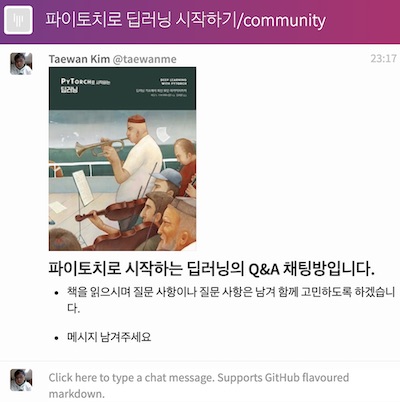 파이토치로 딥러닝 시작하기/community
Taewan Kim @taewanme
23:17
PYTORCH로 시작하는
딥러닝
DEEP LEARNING
WITH PYTORCH
파이토치로 시작하는 딥러닝의 Q&A 채팅방입니다.
책을 읽으시며 질문 사항이나 질문 사항은 남겨 함께 고민하도록 하겠습니
다.
메시지 남겨주세요
Click here to type a chat message. Supports GitHub flavoured
markdown.